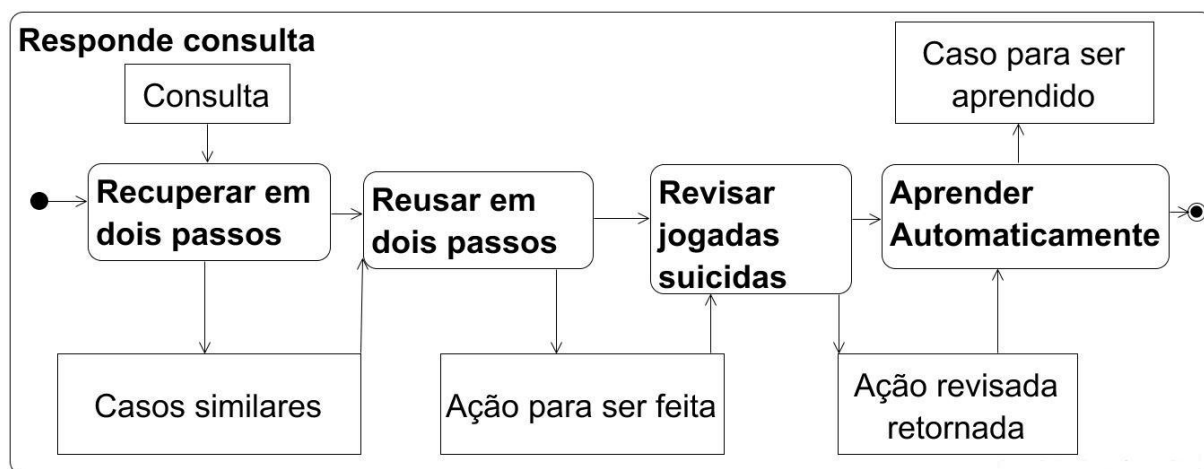 Responde consulta
Consulta
Caso para ser
aprendido
Recuperar em
dois passos
Reusar em
dois passos
Revisar
jogadas
suicidas
Aprender
Automaticamente
Casos similares
Ação para ser feita
Ação revisada
retornada